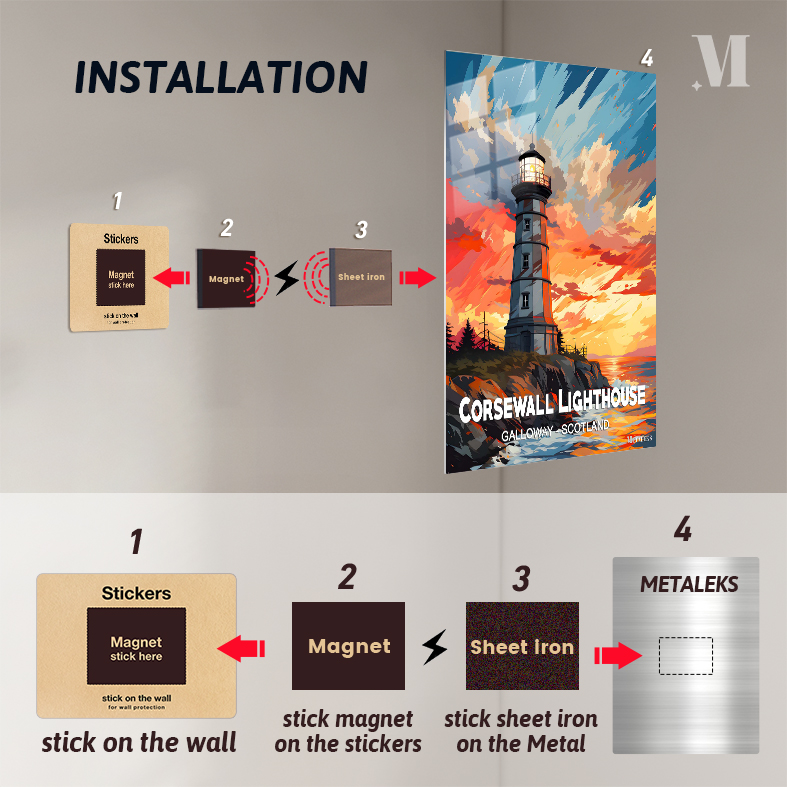 INSTALLATION
M
4
1
2
3
Stickers
Magnet
stick here
stick on the wall
Magnet
Sheet iron
CORSEWALL LIGHTHOUSE
GALLOWAY - SCOTLAND
1
2
3
4
Stickers
Magnet
stick here
stick on the wall
for wall protection
Magnet
Sheet iron
METALEKS
stick on the wall
stick magnet
on the stickers
stick sheet iron
on the Metal